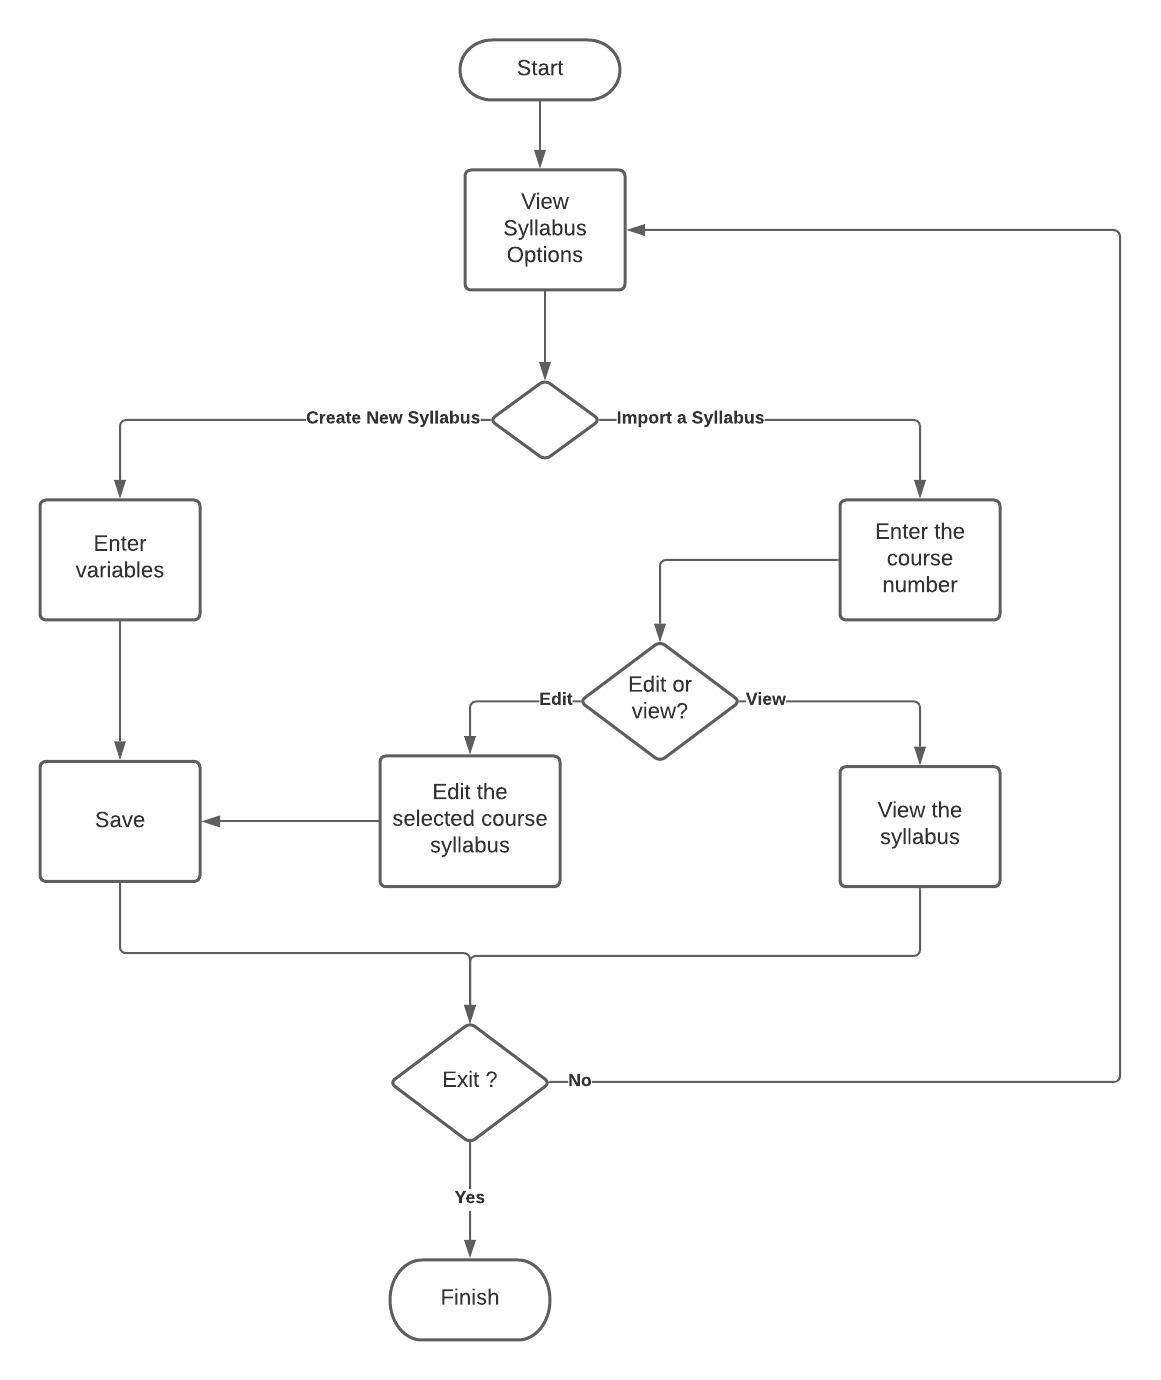 Start
View
Syllabus
Options
Create New Syllabus
Import a Syllabus
Enter
variables
Enter the
course
number
Edit or
view?
Edit
View
Save
Edit the
selected course
syllabus
View the
syllabus
Exit ?
No
Yes
Finish